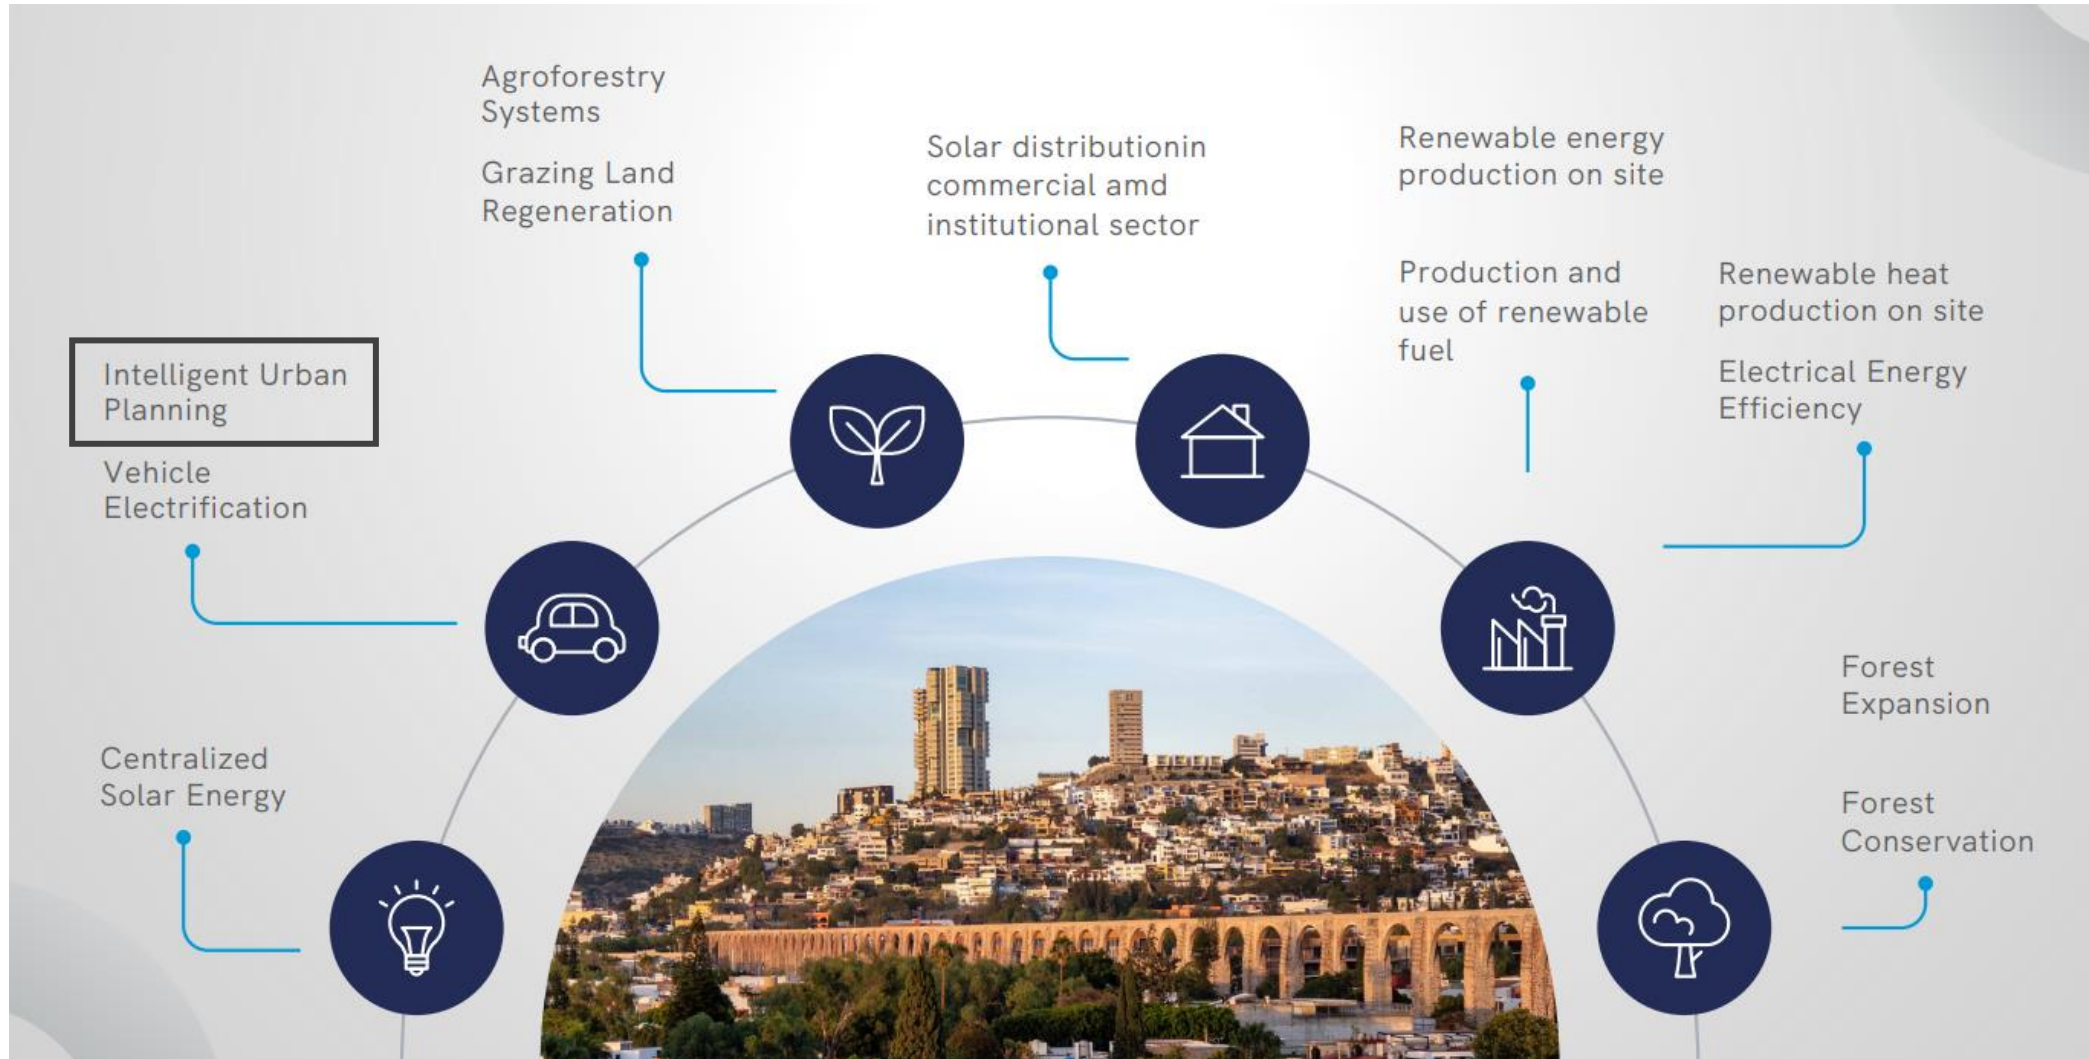 Agroforestry
Systems
Grazing Land
Regeneration
Solar distributionin
commercial amd
institutional sector
Renewable energy
production on site
Production and
use of renewable
fuel
Renewable heat
production on site
Electrical Energy
Efficiency
Intelligent Urban
Planning
Vehicle
Electrification
Centralized
Solar Energy
Forest
Expansion
Forest
Conservation